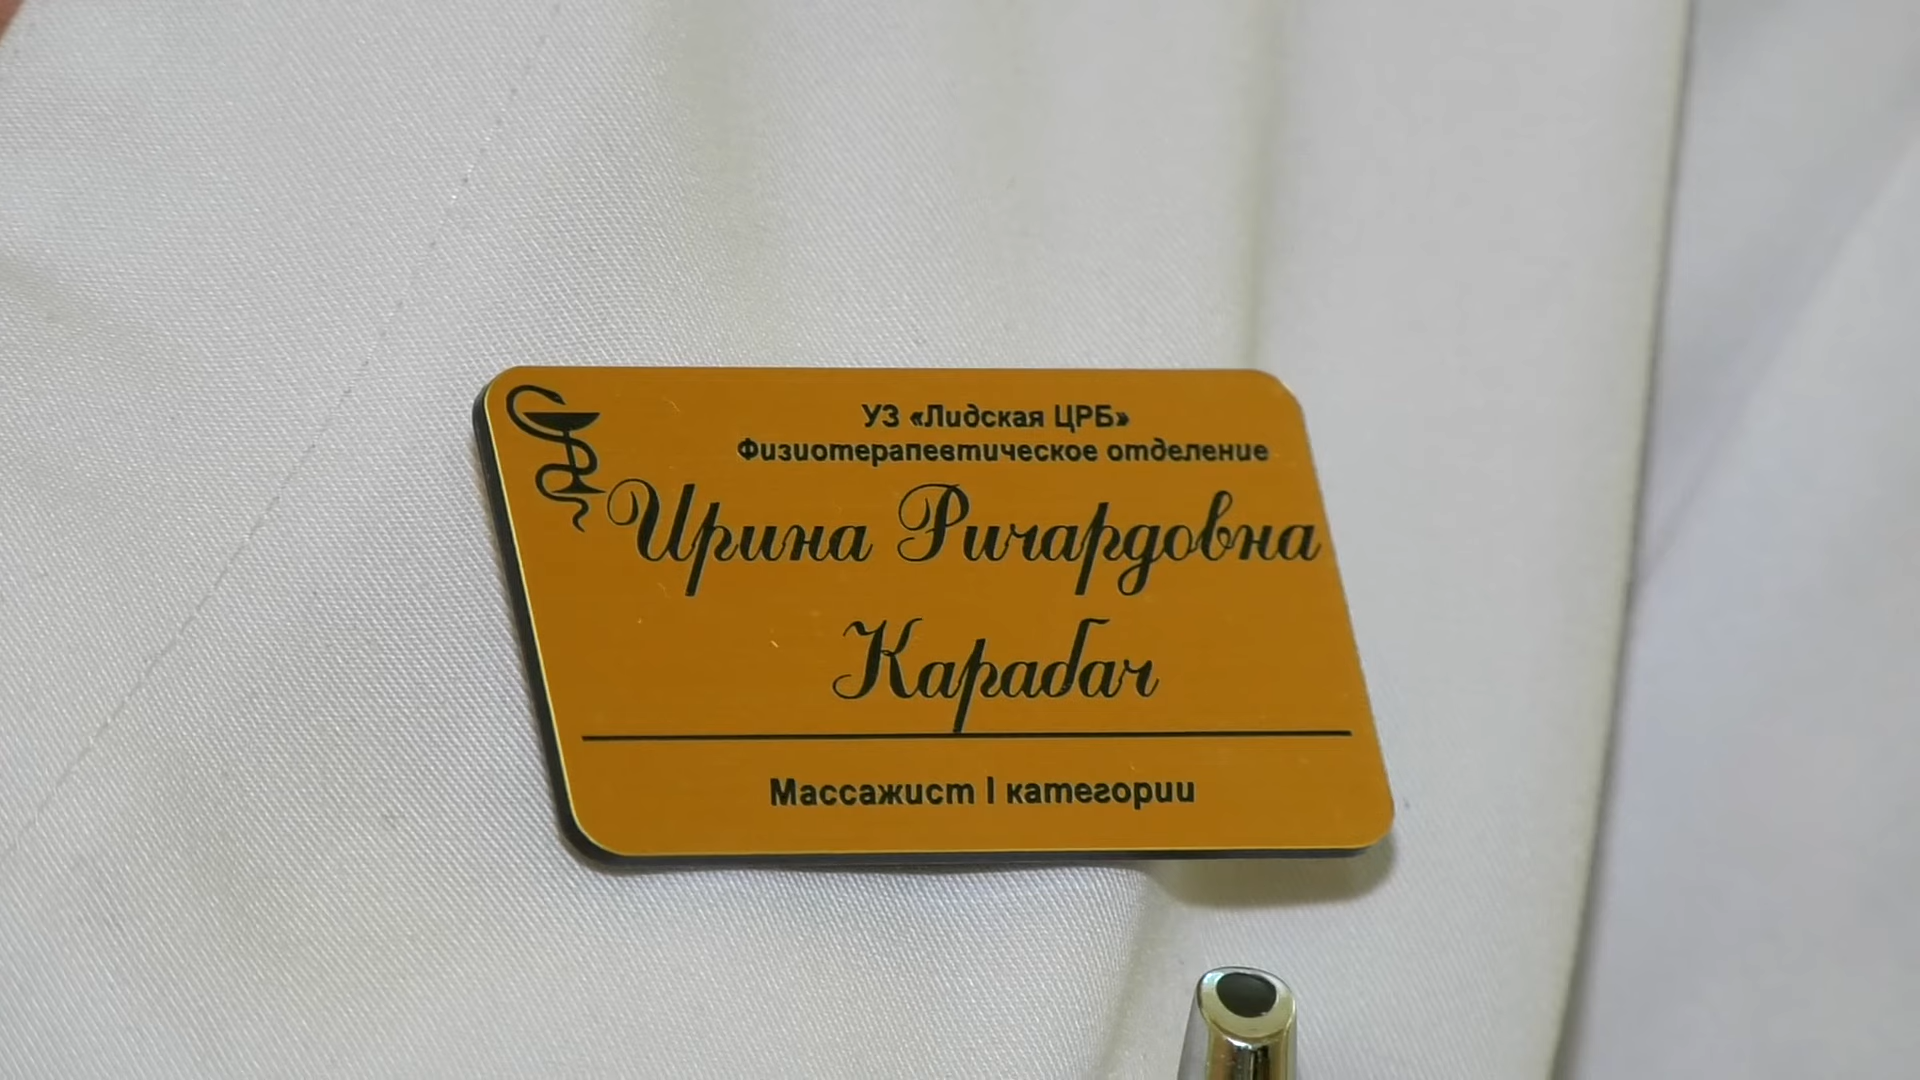 УЗ «Лидская ЦРБ»
Физиотерапевтическое отделение
Ирина Ричардовна
Карабач
Массажист I категории